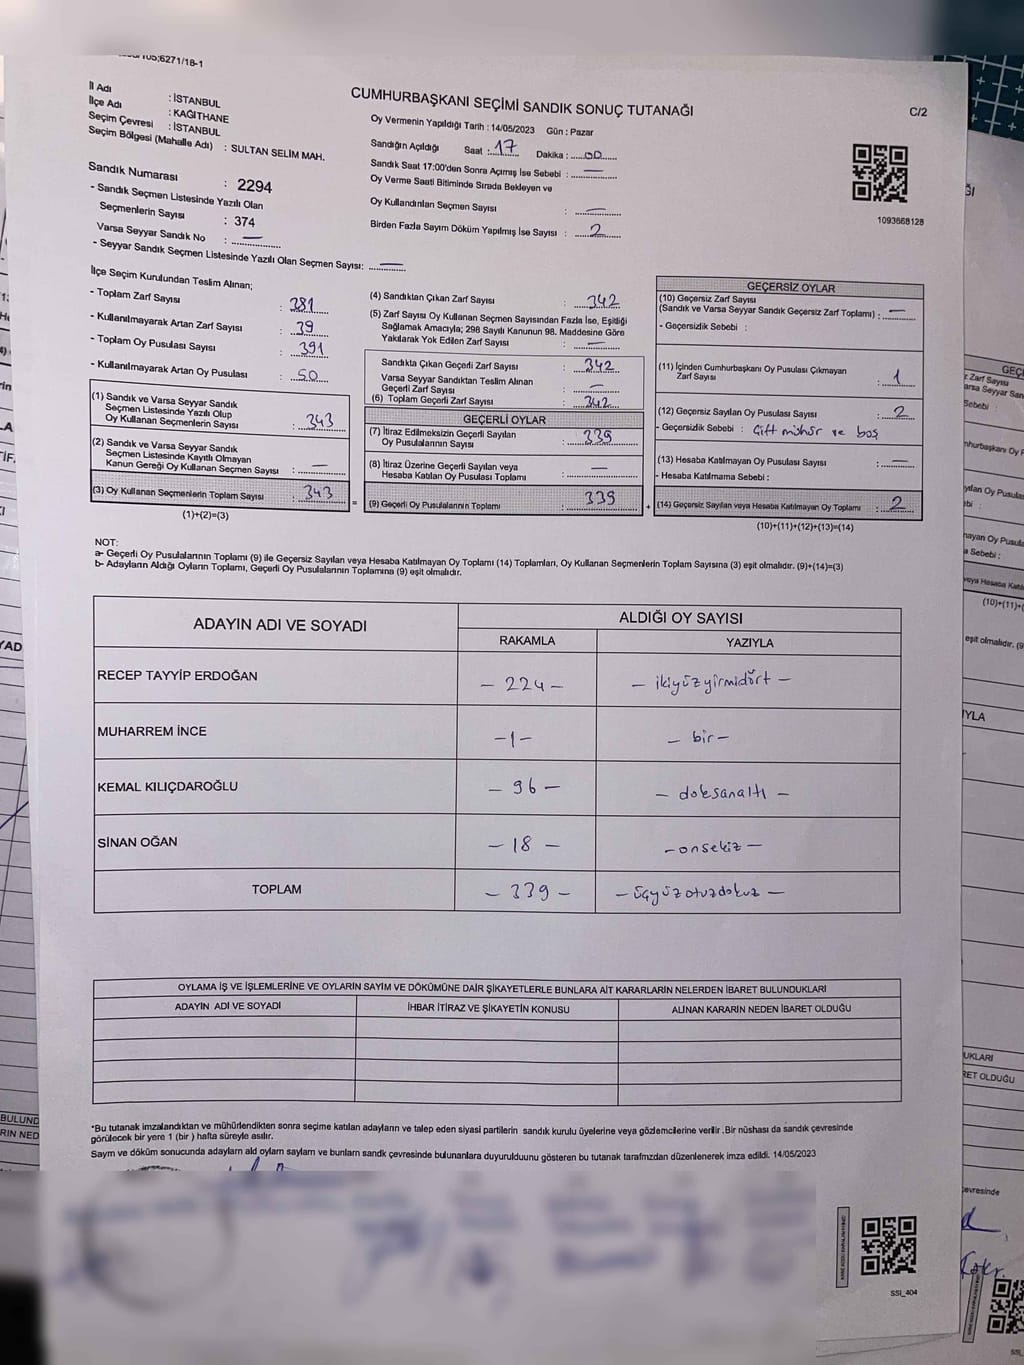 6271/18-1
İl Adı : İSTANBUL
İlçe Adı : KAĞITHANE
Seçim Çevresi : İSTANBUL
Seçim Bölgesi (Mahalle Adı) : SULTAN SELİM MAH.
Sandık Numarası : 2294
- Sandık Seçmen Listesinde Yazılı Olan
Seçmenlerin Sayısı : 374
Varsa Seyyar Sandık No : —
- Seyyar Sandık Seçmen Listesinde Yazılı Olan Seçmen Sayısı: —
CUMHURBAŞKANI SEÇİMİ SANDIK SONUÇ TUTANAĞI
C/2
Oy Vermenin Yapıldığı Tarih : 14/05/2023 Gün : Pazar
Sandığın Açıldığı Saat : 17 Dakika : 00
Sandık Saat 17:00'den Sonra Açımış İse Sebebi : —
Oy Verme Saati Bitiminde Sırada Bekleyen ve
Oy Kullandırılan Seçmen Sayısı : —
Birden Fazla Sayım Döküm Yapılmış İse Sayısı : 2
1093668128
İlçe Seçim Kurulundan Teslim Alınan;
- Toplam Zarf Sayısı : 381
- Kullanılmayarak Artan Zarf Sayısı : 39
- Toplam Oy Pusulası Sayısı : 391
- Kullanılmayarak Artan Oy Pusulası : 50
(1) Sandık ve Varsa Seyyar Sandık
Seçmen Listesinde Yazılı Olup
Oy Kullanan Seçmenlerin Sayısı : 343
(2) Sandık ve Varsa Seyyar Sandık
Seçmen Listesinde Kayıtlı Olmayan
Kanun Gereği Oy Kullanan Seçmen Sayısı : —
(3) Oy Kullanan Seçmenlerin Toplam Sayısı : 343
(1)+(2)=(3)
(4) Sandıktan Çıkan Zarf Sayısı : 342
(5) Zarf Sayısı Oy Kullanan Seçmen Sayısından Fazla İse, Eşitliği
Sağlamak Amacıyla; 298 Sayılı Kanunun 98. Maddesine Göre
Yakılarak Yok Edilen Zarf Sayısı : —
Sandıkta Çıkan Geçerli Zarf Sayısı : 342
Varsa Seyyar Sandıktan Teslim Alınan
Geçerli Zarf Sayısı : —
(6) Toplam Geçerli Zarf Sayısı : 342
GEÇERLİ OYLAR
(7) İtiraz Edilmeksizin Geçerli Sayılan
Oy Pusulalarının Sayısı : 339
(8) İtiraz Üzerine Geçerli Sayılan veya
Hesaba Katılan Oy Pusulası Toplamı : —
(9) Geçerli Oy Pusulalarının Toplamı : 339
GEÇERSİZ OYLAR
(10) Geçersiz Zarf Sayısı
(Sandık ve Varsa Seyyar Sandık Geçersiz Zarf Toplamı) : —
- Geçersizlik Sebebi :
(11) İçinden Cumhurbaşkanı Oy Pusulası Çıkmayan
Zarf Sayısı : 1
(12) Geçersiz Sayılan Oy Pusulası Sayısı : 2
- Geçersizlik Sebebi : Çift mühür ve boş
(13) Hesaba Katılmayan Oy Pusulası Sayısı : —
- Hesaba Katılmama Sebebi :
(14) Geçersiz Sayılan veya Hesaba Katılmayan Oy Toplamı : 2
(10)+(11)+(12)+(13)=(14)
NOT:
a- Geçerli Oy Pusulalarının Toplamı (9) ile Geçersiz Sayılan veya Hesaba Katılmayan Oy Toplamı (14) Toplamları, Oy Kullanan Seçmenlerin Toplam Sayısına (3) eşit olmalıdır. (9)+(14)=(3)
b- Adayların Aldığı Oyların Toplamı, Geçerli Oy Pusulalarının Toplamına (9) eşit olmalıdır.
ADAYIN ADI VE SOYADI
ALDIĞI OY SAYISI
RAKAMLA YAZIYLA
RECEP TAYYİP ERDOĞAN – 224 – – ikiyüzyirmidört –
MUHARREM İNCE – 1 – – bir –
KEMAL KILIÇDAROĞLU – 96 – – doksanaltı –
SİNAN OĞAN – 18 – – onsekiz –
TOPLAM – 339 – – üçyüzotuzdokuz –
OYLAMA İŞ VE İŞLEMLERİNE VE OYLARIN SAYIM VE DÖKÜMÜNE DAİR ŞİKAYETLERLE BUNLARA AİT KARARLARIN NELERDEN İBARET BULUNDUKLARI
ADAYIN ADI VE SOYADI İHBAR İTİRAZ VE ŞİKAYETİN KONUSU ALINAN KARARIN NEDEN İBARET OLDUĞU
*Bu tutanak imzalandıktan ve mühürlendikten sonra seçime katılan adayların ve talep eden siyasi partilerin sandık kurulu üyelerine veya gözlemcilerine verilir. Bir nüshası da sandık çevresinde
görülecek bir yere 1 (bir ) hafta süreyle asılır.
Sayım ve döküm sonucunda adayların ald oyların sayları ve bunların sandk çevresinde bulunanlara duyurulduunu gösteren bu tutanak tarafmzdan düzenlenerek imza edildi. 14/05/2023
SSI_404